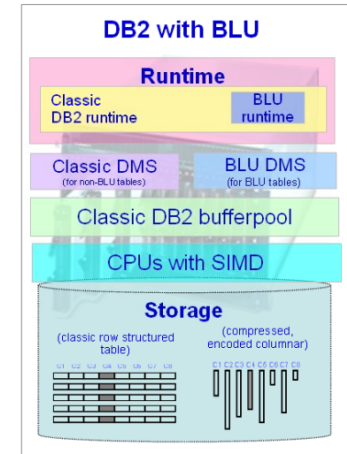 DB2 with BLU
Runtime
Classic
DB2 runtime
BLU
runtime
Classic DMS
(for non-BLU tables)
BLU DMS
(for BLU tables)
Classic DB2 bufferpool
CPUs with SIMD
Storage
(classic row structured
table)
(compressed,
encoded columnar)
C1 C2 C3 C4 C5 C6 C7 C8
C1 C2 C3 C4 C5 C6 C7 C8